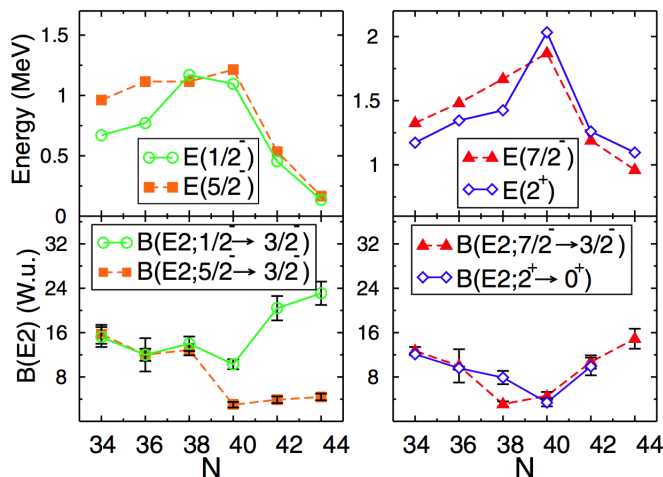 Energy (MeV)
1.5
1
0.5
0
E(1/2⁻)
E(5/2⁻)
2
1.5
1
E(7/2⁻)
E(2⁺)
B(E2) (W.u.)
32
24
16
8
B(E2;1/2⁻→ 3/2⁻)
B(E2;5/2⁻→ 3/2⁻)
34 36 38 40 42 44
N
32
24
16
8
B(E2;7/2⁻→3/2⁻)
B(E2;2⁺→ 0⁺)
34 36 38 40 42 44
N